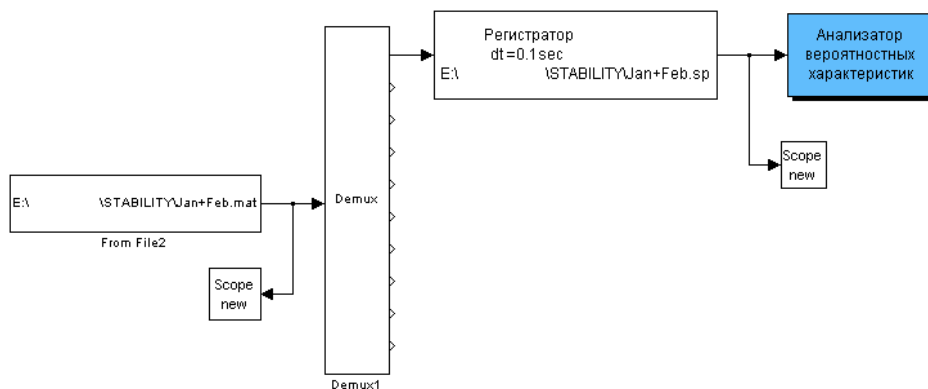 Регистратор
dt=0.1sec
E:\ \STABILITY\Jan+Feb.sp
Анализатор
вероятностных
характеристик
Scope
new
E:\ \STABILITY\Jan+Feb.mat
From File2
Demux
Scope
new
Demux1